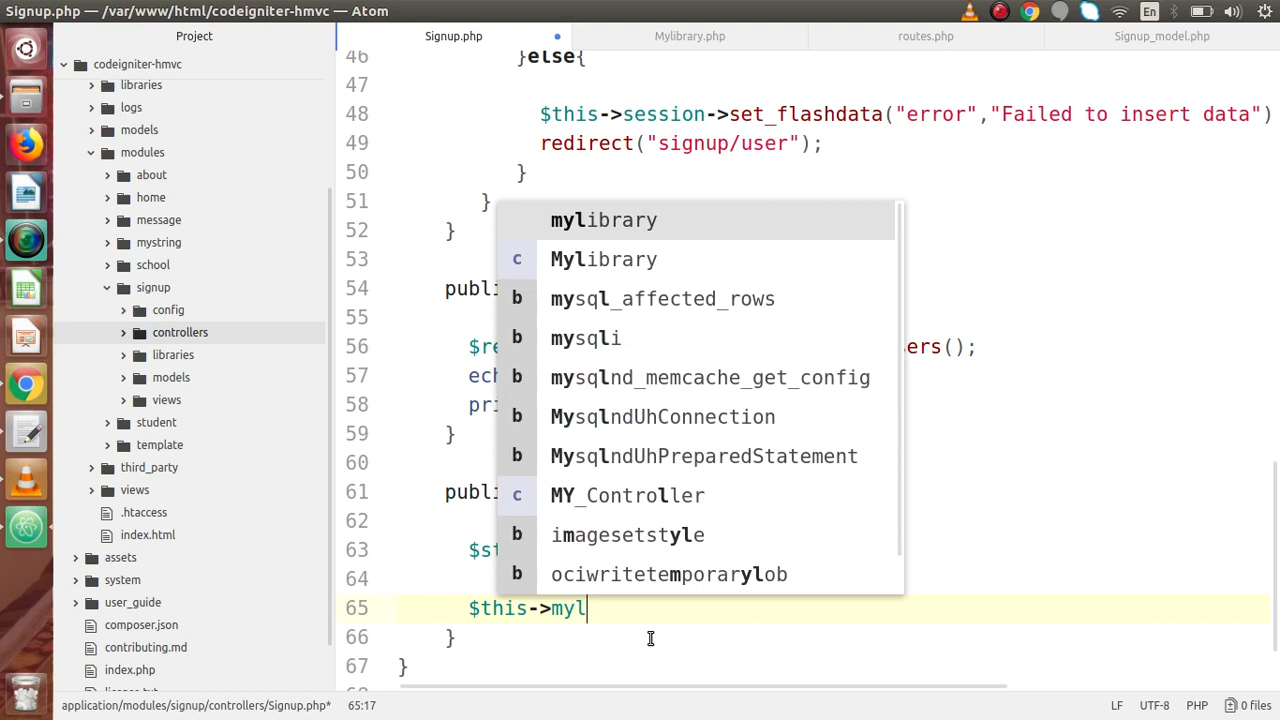 Signup.php — /var/www/html/codeigniter-hmvc — Atom
En
Project
Signup.php
Mylibrary.php
routes.php
Signup_model.php
codeigniter-hmvc
libraries
logs
models
modules
about
home
message
mystring
school
signup
config
controllers
libraries
models
views
student
template
third_party
views
.htaccess
index.html
assets
system
user_guide
composer.json
contributing.md
index.php
46 }else{
47
48 $this->session->set_flashdata("error","Failed to insert data")
49 redirect("signup/user");
50 }
51 }
52 }
53
54 publi
55
56 $re sers();
57 ech
58 pri
59 }
60
61 publi
62
63 $st
64
65 $this->myl
66 }
67 }
mylibrary
c Mylibrary
b mysql_affected_rows
b mysqli
b mysqlnd_memcache_get_config
b MysqlndUhConnection
b MysqlndUhPreparedStatement
c MY_Controller
b imagesetstyle
b ociwritetemporarylob
application/modules/signup/controllers/Signup.php* 65:17
LF UTF-8 PHP 0 files